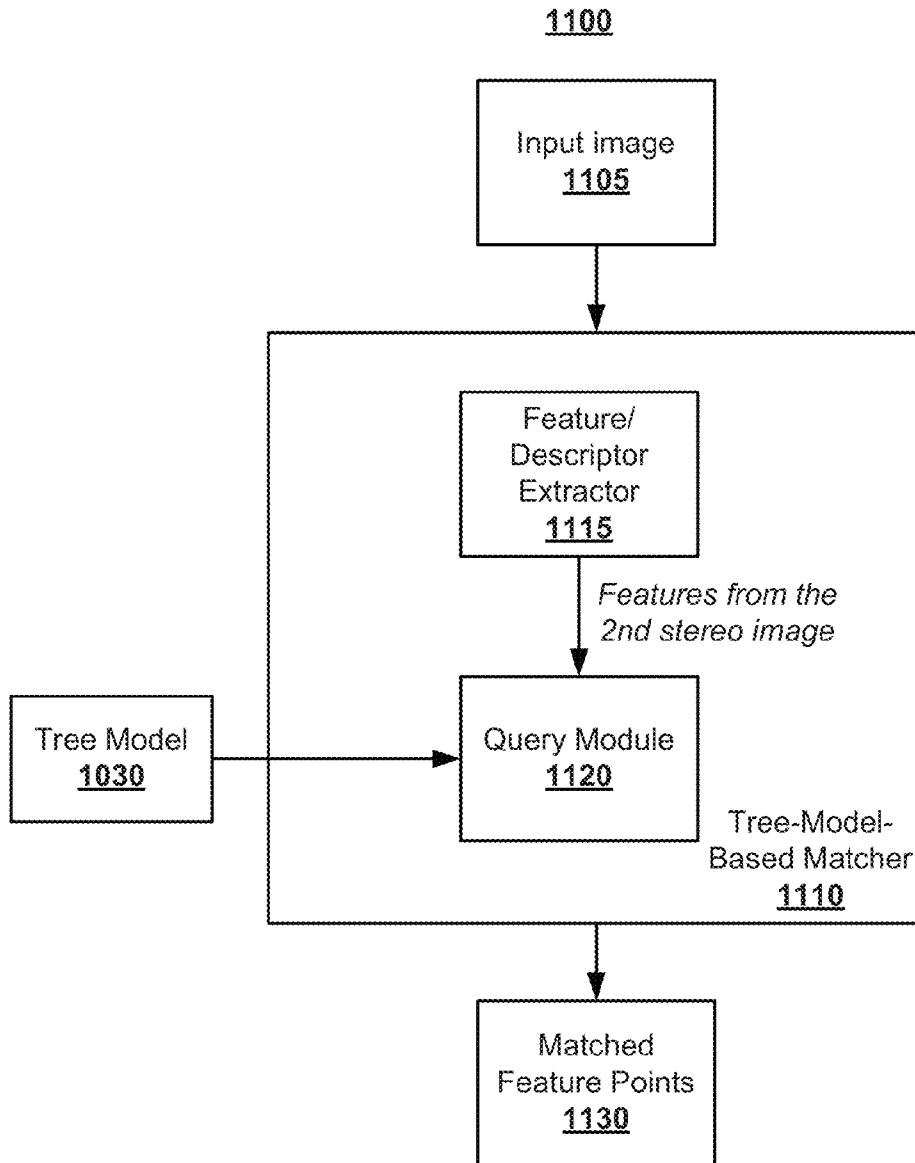 1100
Input image
1105
Feature/
Descriptor
Extractor
1115
Features from the
2nd stereo image
Tree Model
1030
Query Module
1120
Tree-Model-
Based Matcher
1110
Matched
Feature Points
1130